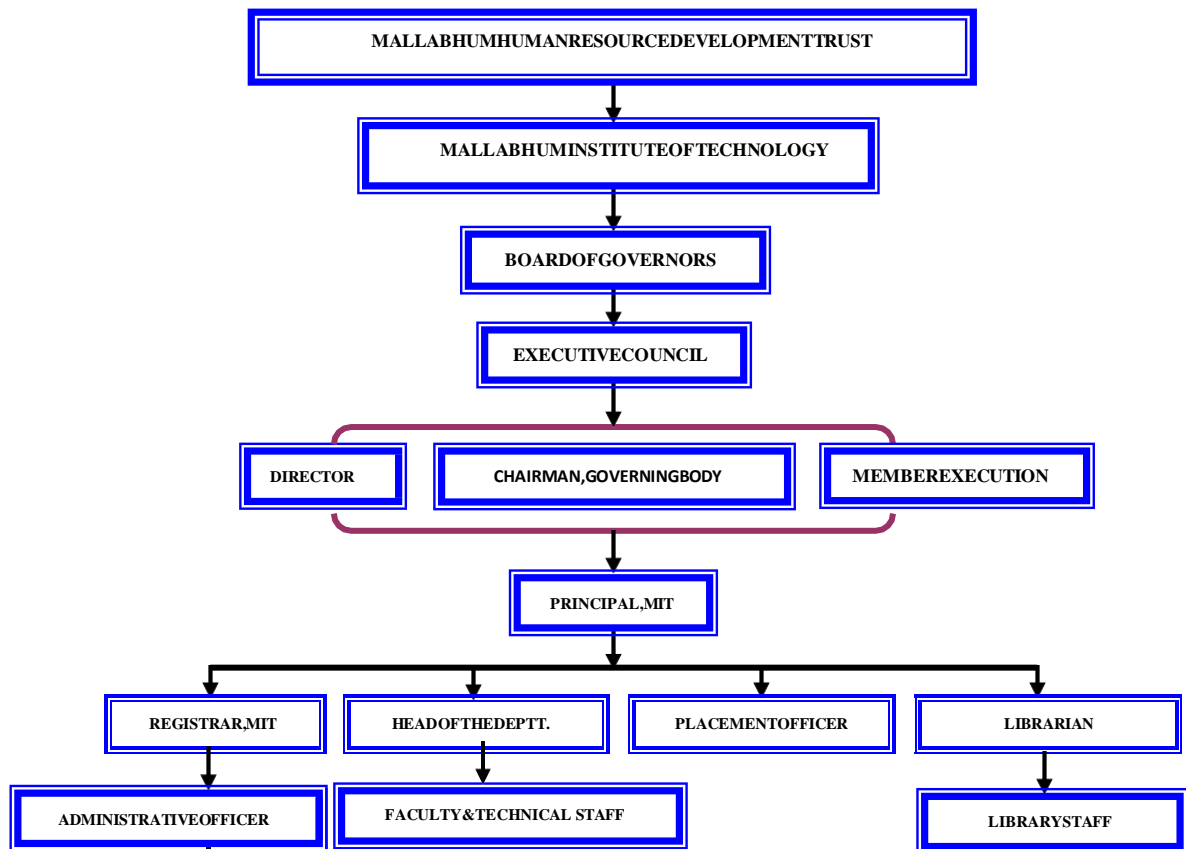 MALLABHUMHUMANRESOURCEDEVELOPMENTTRUST
MALLABHUMINSTITUTEOFTECHNOLOGY
BOARDOFGOVERNORS
EXECUTIVECOUNCIL
DIRECTOR
CHAIRMAN,GOVERNINGBODY
MEMBEREXECUTION
PRINCIPAL,MIT
REGISTRAR,MIT
HEADOFTHEDEPTT.
PLACEMENTOFFICER
LIBRARIAN
ADMINISTRATIVEOFFICER
FACULTY&TECHNICAL STAFF
LIBRARYSTAFF